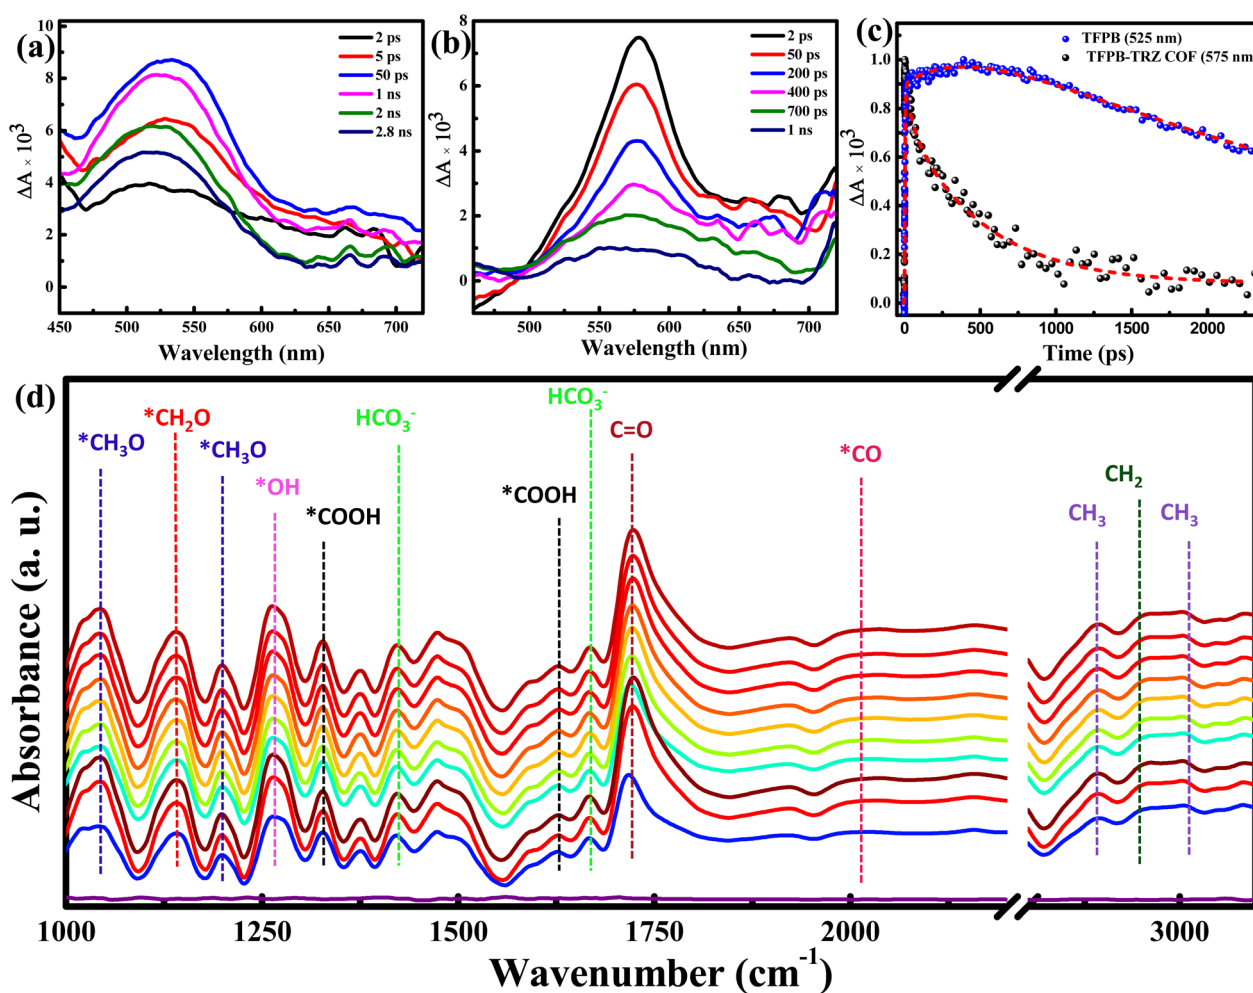 (a)
2 ps
5 ps
50 ps
1 ns
2 ns
2.8 ns
ΔA × 10³
10
8
6
4
2
0
450 500 550 600 650 700
Wavelength (nm)
(b)
2 ps
50 ps
200 ps
400 ps
700 ps
1 ns
ΔA × 10³
8
6
4
2
0
500 550 600 650 700
Wavelength (nm)
(c)
TFPB (525 nm)
TFPB-TRZ COF (575 nm
ΔA × 10³
1.0
0.8
0.6
0.4
0.2
0.0
0 500 1000 1500 2000
Time (ps)
(d)
*CH₃O
*CH₂O
*CH₃O
*OH
*COOH
HCO₃⁻
*COOH
HCO₃⁻
C=O
*CO
CH₃
CH₂
CH₃
Absorbance (a. u.)
1000 1250 1500 1750 2000 3000
Wavenumber (cm⁻¹)